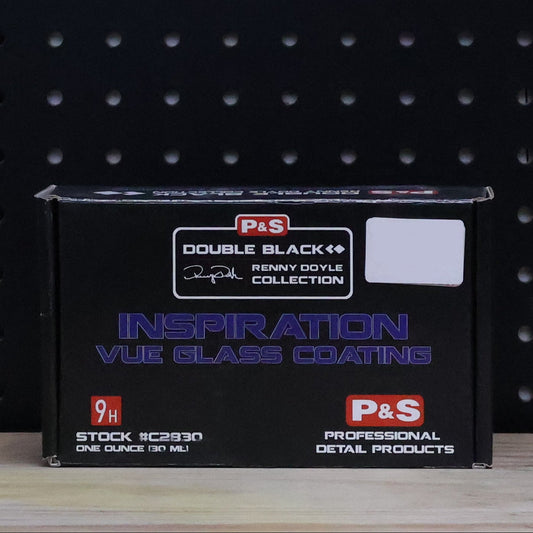 P&S
DOUBLE BLACK
RENNY DOYLE
COLLECTION
INSPIRATION
VUE GLASS COATING
9H
STOCK #C2830
ONE OUNCE (30 ML)
P&S
PROFESSIONAL
DETAIL PRODUCTS